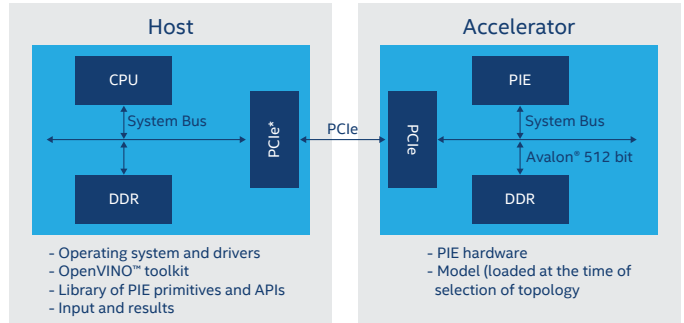 Host
CPU
System Bus
PCIe*
DDR
- Operating system and drivers
- OpenVINO™ toolkit
- Library of PIE primitives and APIs
- Input and results
PCIe
Accelerator
PIE
System Bus
PCIe
Avalon® 512 bit
DDR
- PIE hardware
- Model (loaded at the time of
selection of topology